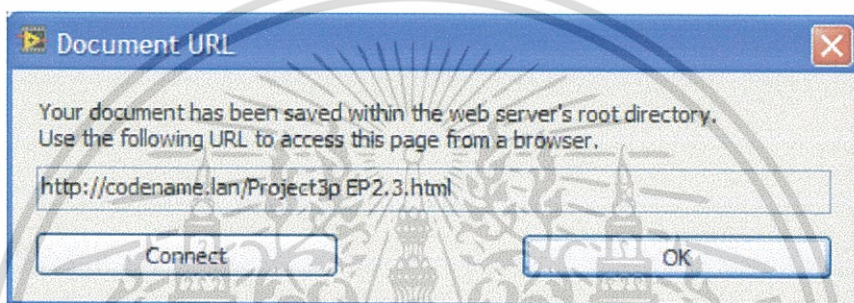 Document URL
Your document has been saved within the web server's root directory.
Use the following URL to access this page from a browser.
http://codename.lan/Project3p EP2.3.html
Connect
OK